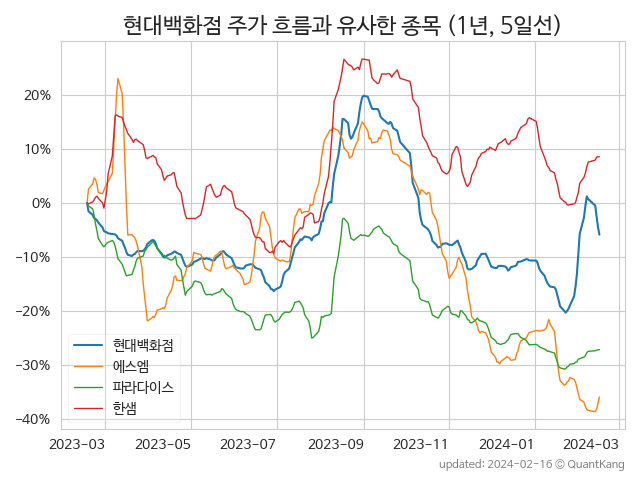 현대백화점 주가 흐름과 유사한 종목 (1년, 5일선)
20%
10%
0%
−10%
−20%
−30%
−40%
현대백화점
에스엠
파라다이스
한샘
2023-03 2023-05 2023-07 2023-09 2023-11 2024-01 2024-03
updated: 2024-02-16 © QuantKang